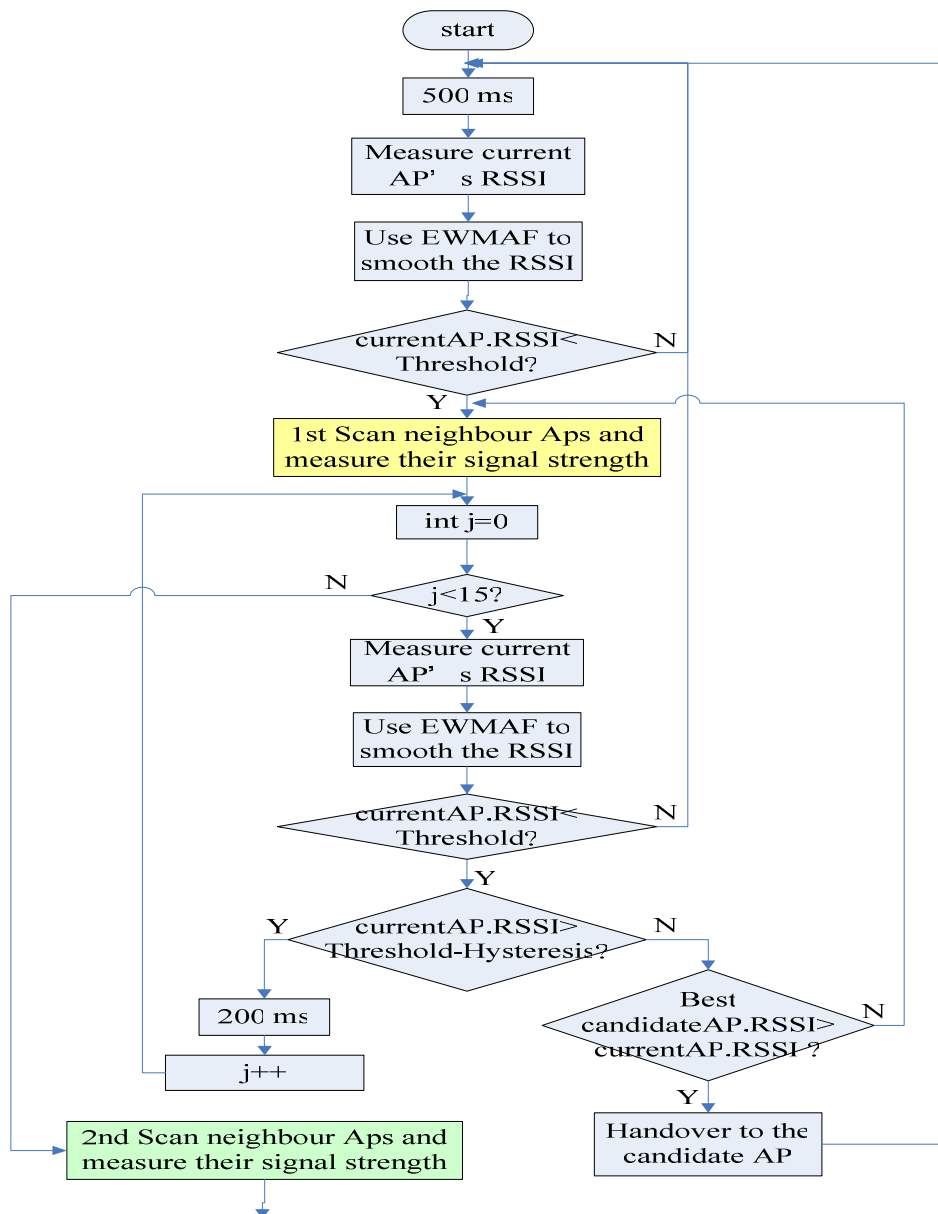 start
500 ms
Measure current
AP’ s RSSI
Use EWMAF to
smooth the RSSI
currentAP.RSSI<
Threshold?
N
Y
1st Scan neighbour Aps and
measure their signal strength
int j=0
N
j<15?
Y
Measure current
AP’ s RSSI
Use EWMAF to
smooth the RSSI
currentAP.RSSI<
Threshold?
N
Y
Y
currentAP.RSSI>
Threshold-Hysteresis?
N
200 ms
j++
Best
candidateAP.RSSI>
currentAP.RSSI ?
N
Y
2nd Scan neighbour Aps and
measure their signal strength
Handover to the
candidate AP